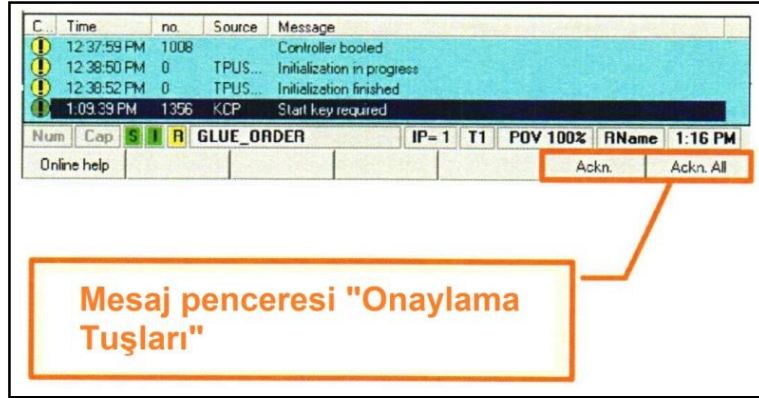 C... Time no. Source Message
12:37:59 PM 1008 Controller booted
12:38:50 PM 0 TPUS... Initialization in progress
12:38:52 PM 0 TPUS... Initialization finished
1:09:39 PM 1356 KCP Start key required
Num Cap S I R GLUE_ORDER IP= 1 T1 POV 100% RName 1:16 PM
Online help Ackn. Ackn. All
Mesaj penceresi "Onaylama
Tuşları"